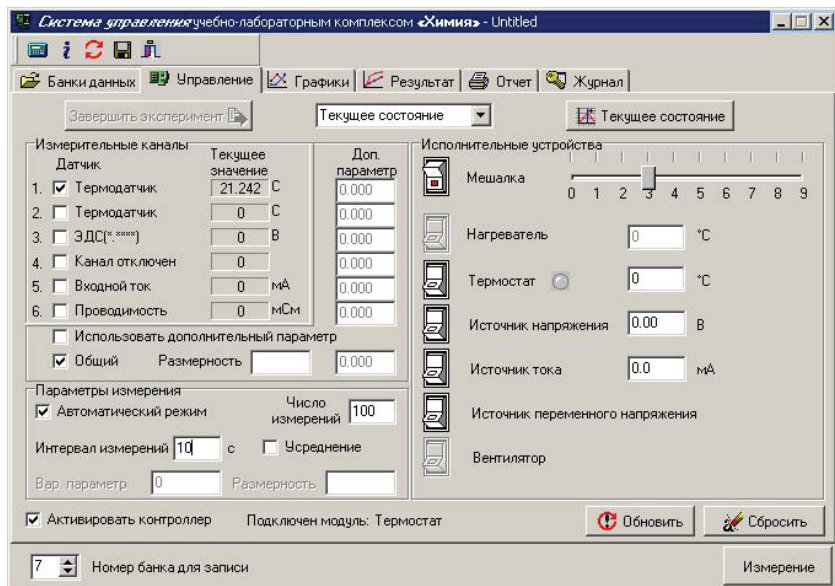 Система управления учебно-лабораторным комплексом «Химия» - Untitled
Банки данных Управление Графики Результат Отчет Журнал
Завершить эксперимент Текущее состояние Текущее состояние
Измерительные каналы
Датчик Текущее значение Доп. параметр
1. Термодатчик 21.242 С 0.000
2. Термодатчик 0 С 0.000
3. ЭДС(*.****) 0 В 0.000
4. Канал отключен 0 0.000
5. Входной ток 0 мА 0.000
6. Проводимость 0 мСм 0.000
Использовать дополнительный параметр
Общий Размерность 0.000
Параметры измерения
Автоматический режим Число измерений 100
Интервал измерений 10 с Усреднение
Вар. параметр 0 Размерность
Исполнительные устройства
Мешалка 0 1 2 3 4 5 6 7 8 9
Нагреватель 0 °С
Термостат 0 °С
Источник напряжения 0.00 В
Источник тока 0.0 мА
Источник переменного напряжения
Вентилятор
Активировать контроллер Подключен модуль: Термостат Обновить Сбросить
7 Номер банка для записи Измерение